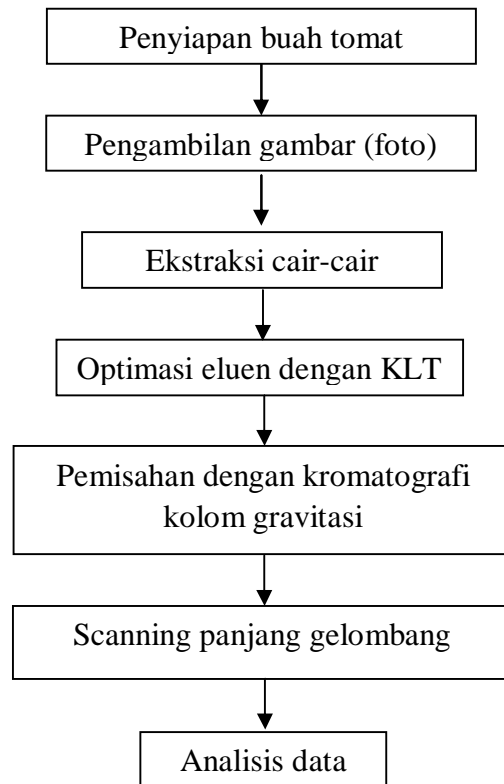 Penyiapan buah tomat
Pengambilan gambar (foto)
Ekstraksi cair-cair
Optimasi eluen dengan KLT
Pemisahan dengan kromatografi
kolom gravitasi
Scanning panjang gelombang
Analisis data